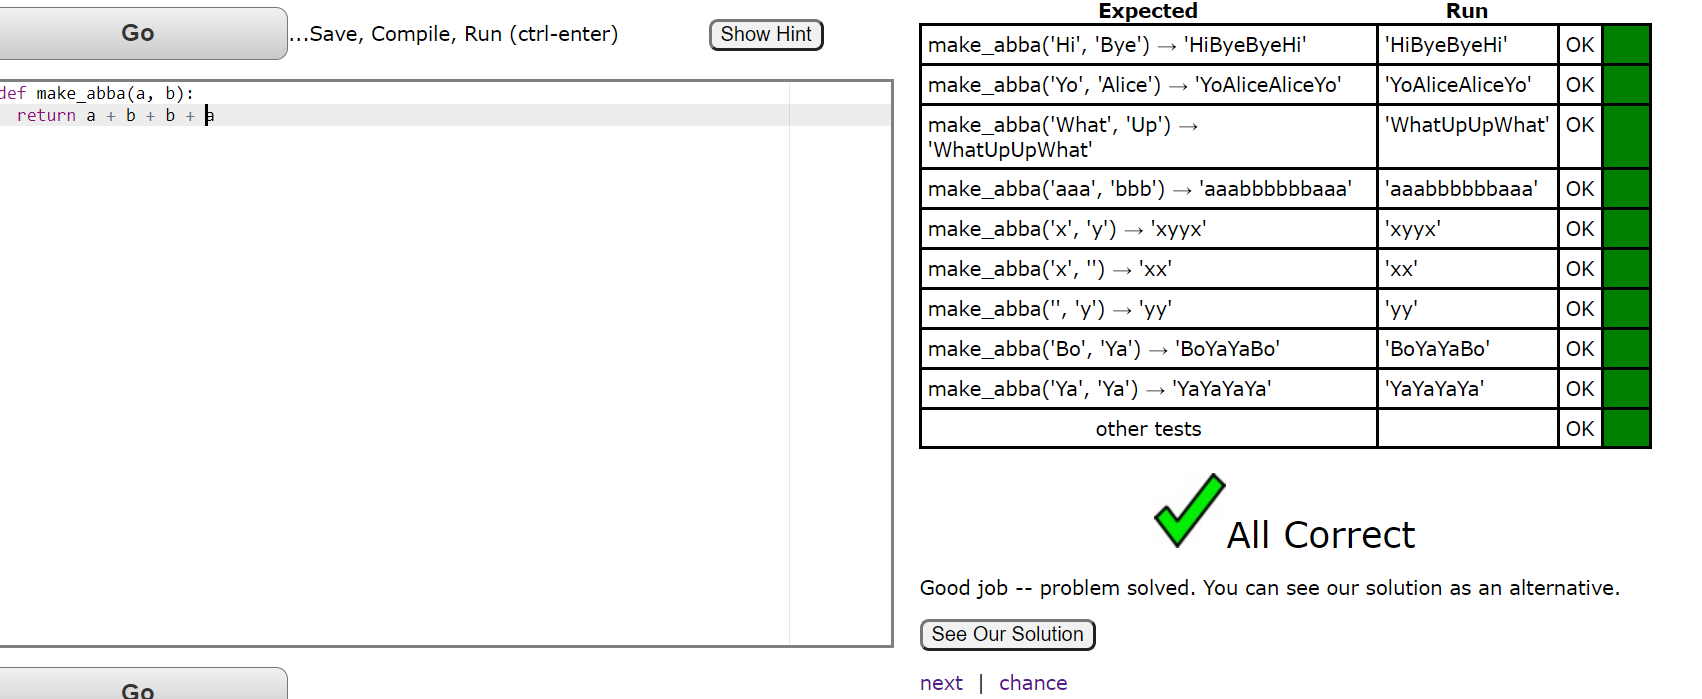 Go
...Save, Compile, Run (ctrl-enter)
Show Hint
def make_abba(a, b):
return a + b + b + a
Go
Expected Run
make_abba('Hi', 'Bye') → 'HiByeByeHi' 'HiByeByeHi' OK
make_abba('Yo', 'Alice') → 'YoAliceAliceYo' 'YoAliceAliceYo' OK
make_abba('What', 'Up') → 'WhatUpUpWhat' OK
'WhatUpUpWhat'
make_abba('aaa', 'bbb') → 'aaabbbbbbaaa' 'aaabbbbbbaaa' OK
make_abba('x', 'y') → 'xyyx' 'xyyx' OK
make_abba('x', '') → 'xx' 'xx' OK
make_abba('', 'y') → 'yy' 'yy' OK
make_abba('Bo', 'Ya') → 'BoYaYaBo' 'BoYaYaBo' OK
make_abba('Ya', 'Ya') → 'YaYaYaYa' 'YaYaYaYa' OK
other tests OK
All Correct
Good job -- problem solved. You can see our solution as an alternative.
See Our Solution
next | chance